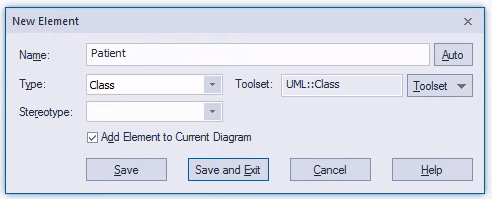 New Element
Name: Patient Auto
Type: Class Toolset: UML::Class Toolset
Stereotype:
Add Element to Current Diagram
Save Save and Exit Cancel Help